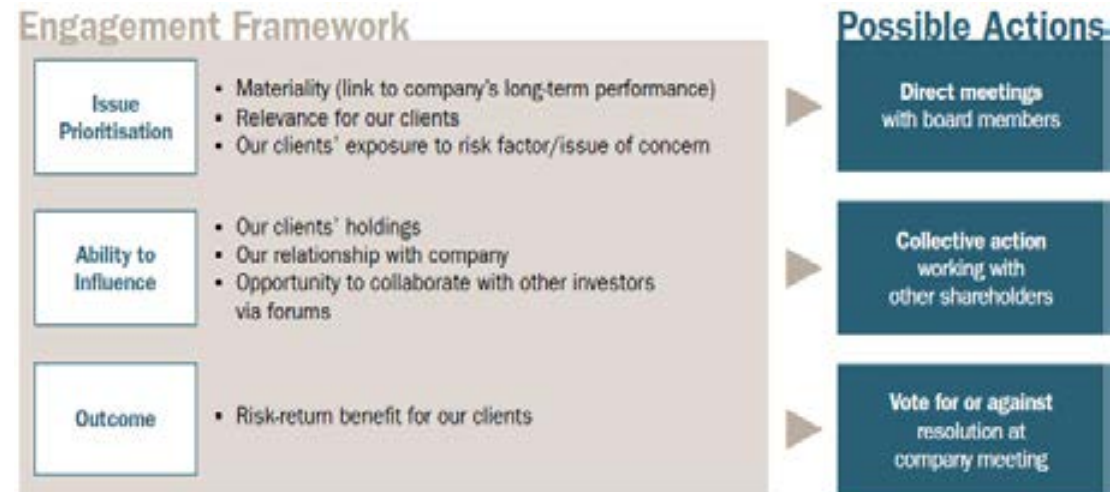 Engagement Framework
Possible Actions
Issue
Prioritisation
• Materiality (link to company's long-term performance)
• Relevance for our clients
• Our clients' exposure to risk factor/issue of concern
Direct meetings
with board members
Ability to
Influence
• Our clients' holdings
• Our relationship with company
• Opportunity to collaborate with other investors
via forums
Collective action
working with
other shareholders
Outcome
• Risk-return benefit for our clients
Vote for or against
resolution at
company meeting